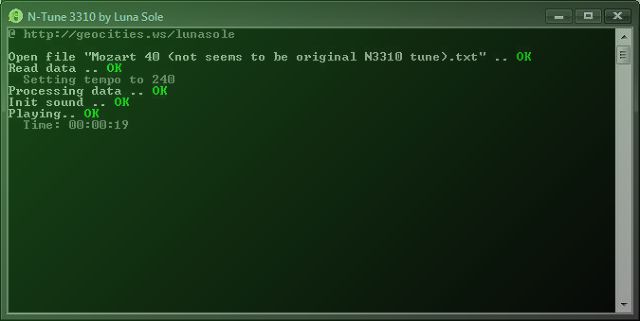 N-Tune 3310 by Luna Sole
@ http://geocities.ws/lunasole
Open file "Mozart 40 (not seems to be original N3310 tune).txt" .. OK
Read data .. OK
Setting tempo to 240
Processing data .. OK
Init sound .. OK
Playing.. OK
Time: 00:00:19